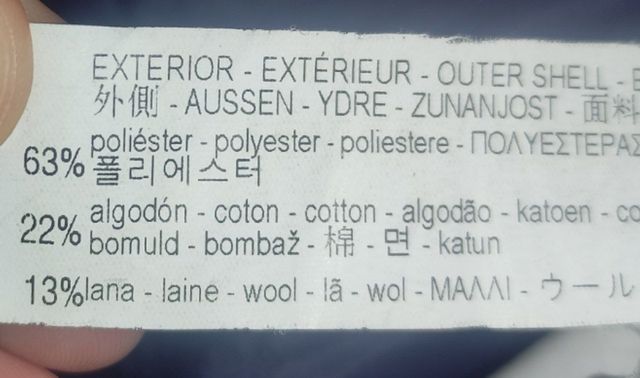 EXTERIOR - EXTÉRIEUR - OUTER SHELL -
外側 - AUSSEN - YDRE - ZUNANJOST - 面料
63% poliéster - polyester - poliestere - ΠΟΛΥΕΣΤΕΡΑΣ
폴리에스터
22% algodón - coton - cotton - algodão - katoen -
bomuld - bombaž - 棉 - 면 - katun
13% lana - laine - wool - lã - wol - ΜΑΛΛΙ - ウール